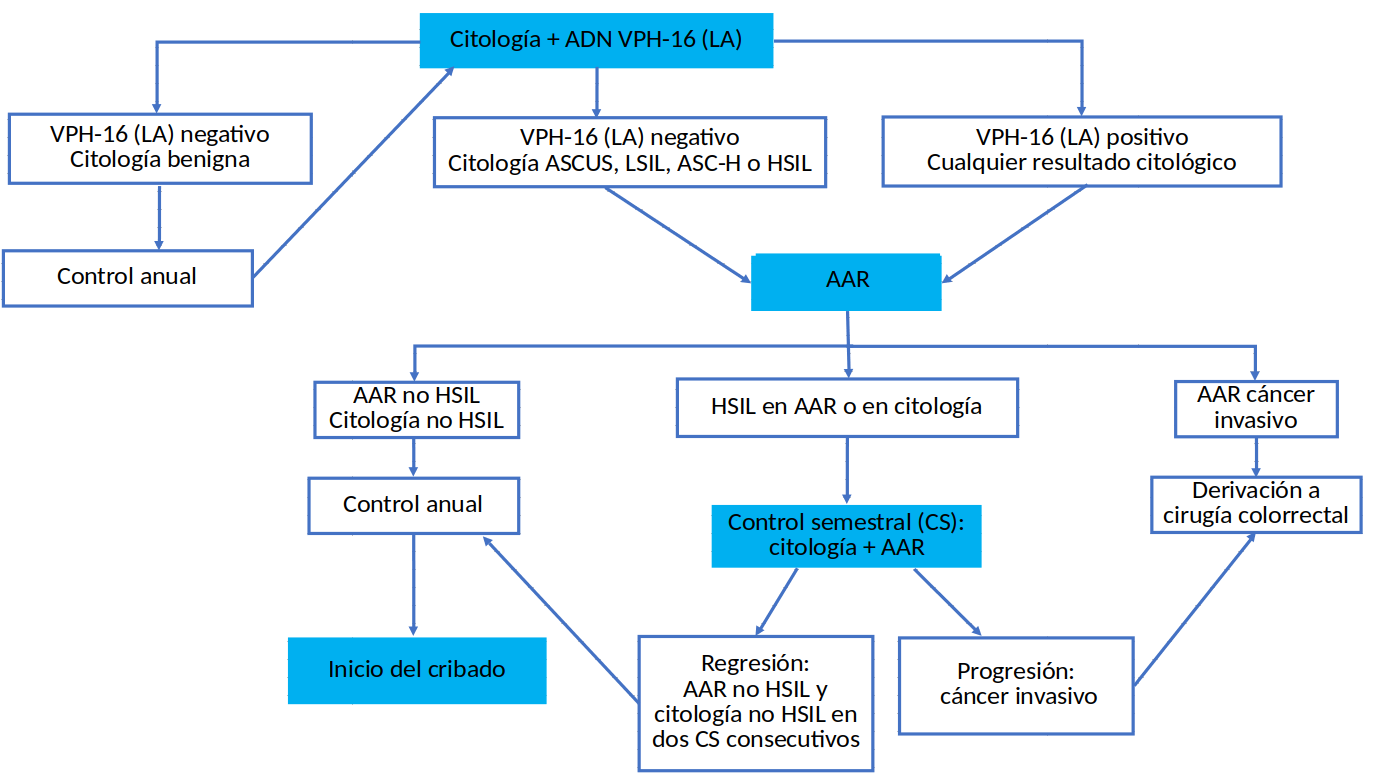 Citología + ADN VPH-16 (LA)
VPH-16 (LA) negativo
Citología benigna
VPH-16 (LA) negativo
Citología ASCUS, LSIL, ASC-H o HSIL
VPH-16 (LA) positivo
Cualquier resultado citológico
Control anual
AAR
AAR no HSIL
Citología no HSIL
HSIL en AAR o en citología
AAR cáncer
invasivo
Control anual
Control semestral (CS):
citología + AAR
Derivación a
cirugía colorrectal
Inicio del cribado
Regresión:
AAR no HSIL y
citología no HSIL en
dos CS consecutivos
Progresión:
cáncer invasivo